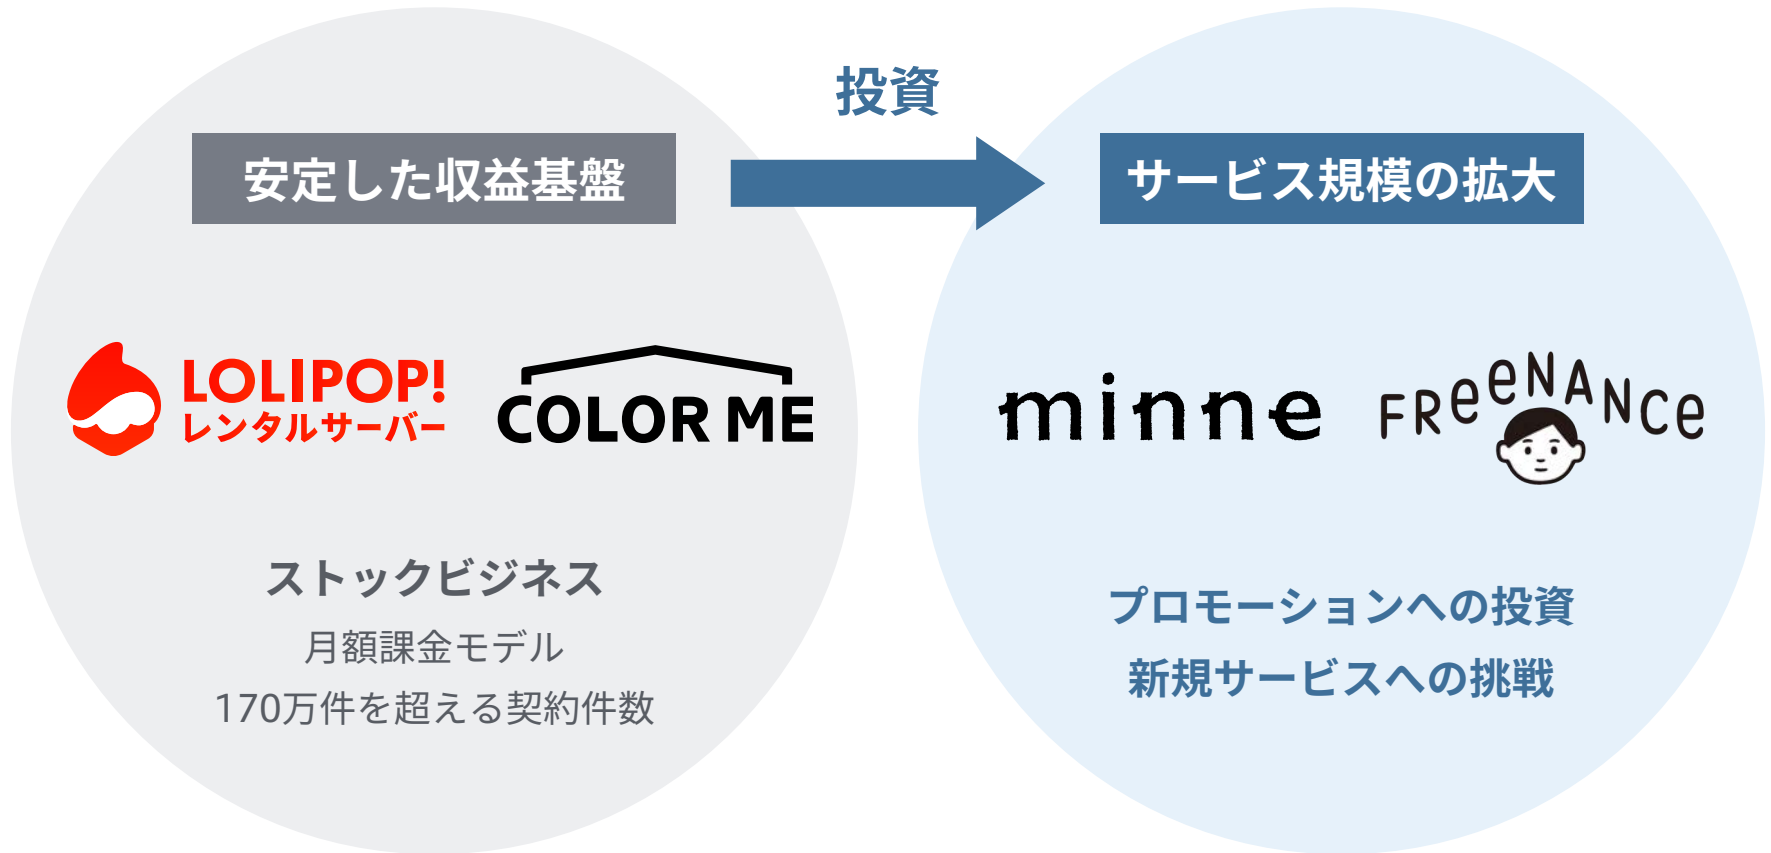 投資
安定した収益基盤
サービス規模の拡大
LOLIPOP!
レンタルサーバー
COLOR ME
minne
FReeNANce
ストックビジネス
月額課金モデル
170万件を超える契約件数
プロモーションへの投資
新規サービスへの挑戦